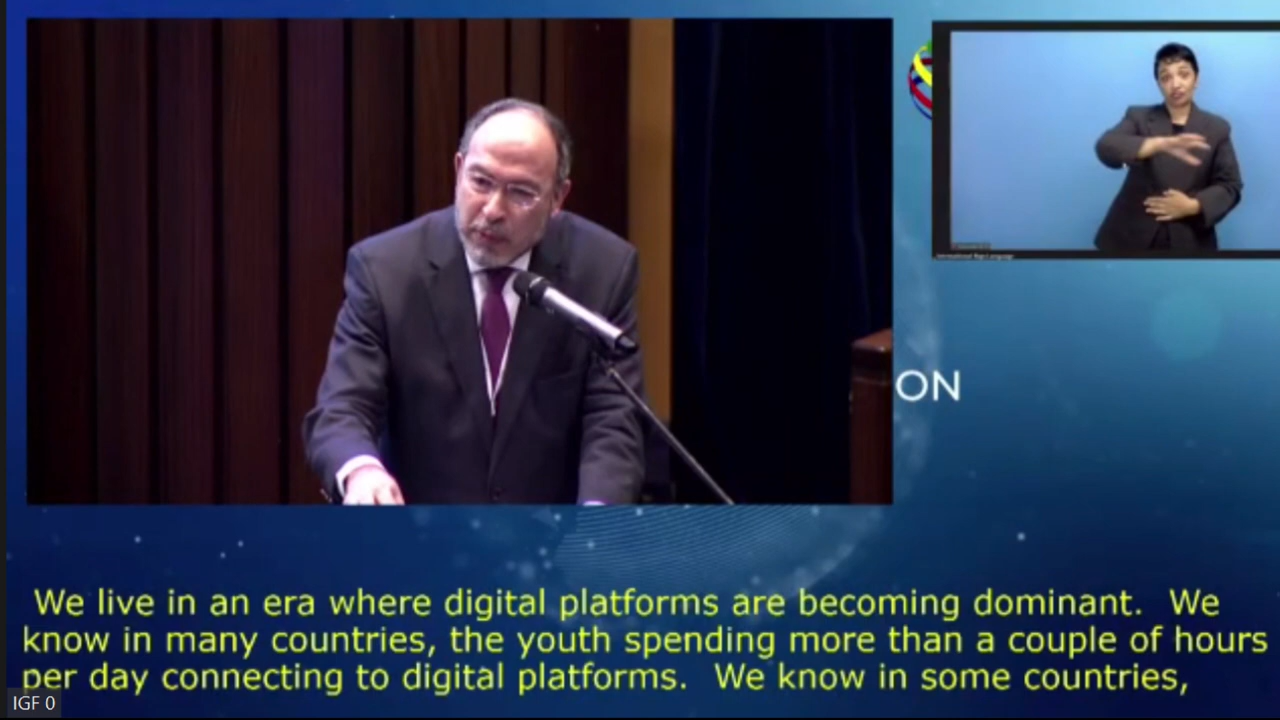 ON
We live in an era where digital platforms are becoming dominant.  We
know in many countries, the youth spending more than a couple of hours
per day connecting to digital platforms.  We know in some countries,
IGF 0